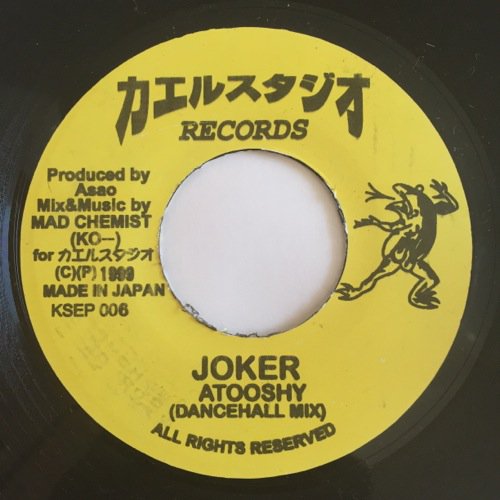 カエルスタジオ
RECORDS
Produced by
Asao
Mix&Music by
MAD CHEMIST
(KO--)
for カエルスタジオ
(C)(P) 1999
MADE IN JAPAN
KSEP 006
JOKER
ATOOSHY
(DANCEHALL MIX)
ALL RIGHTS RESERVED